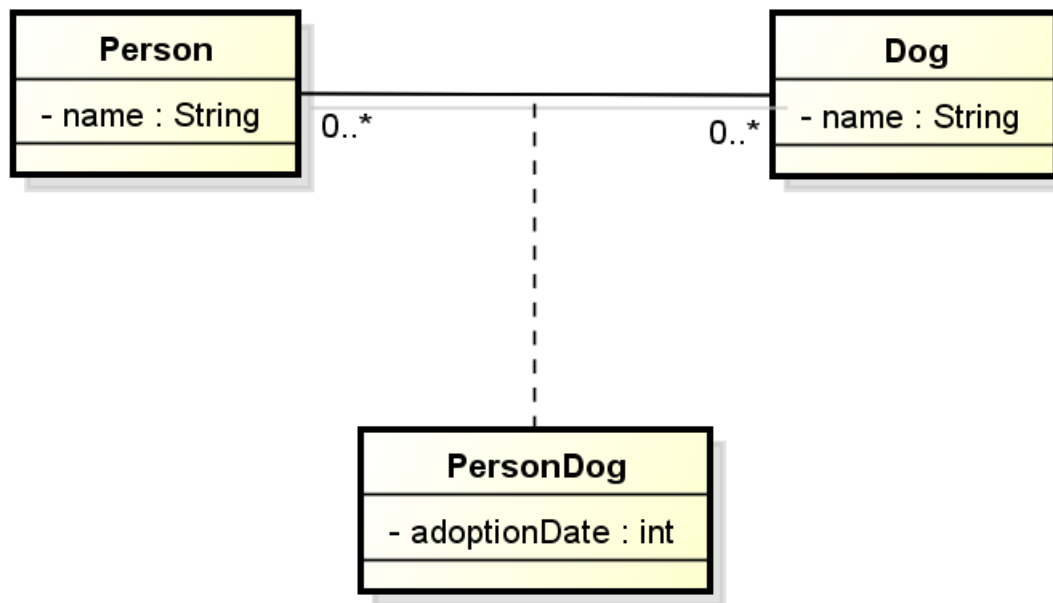 Person
- name : String
Dog
- name : String
0..*
0..*
PersonDog
- adoptionDate : int